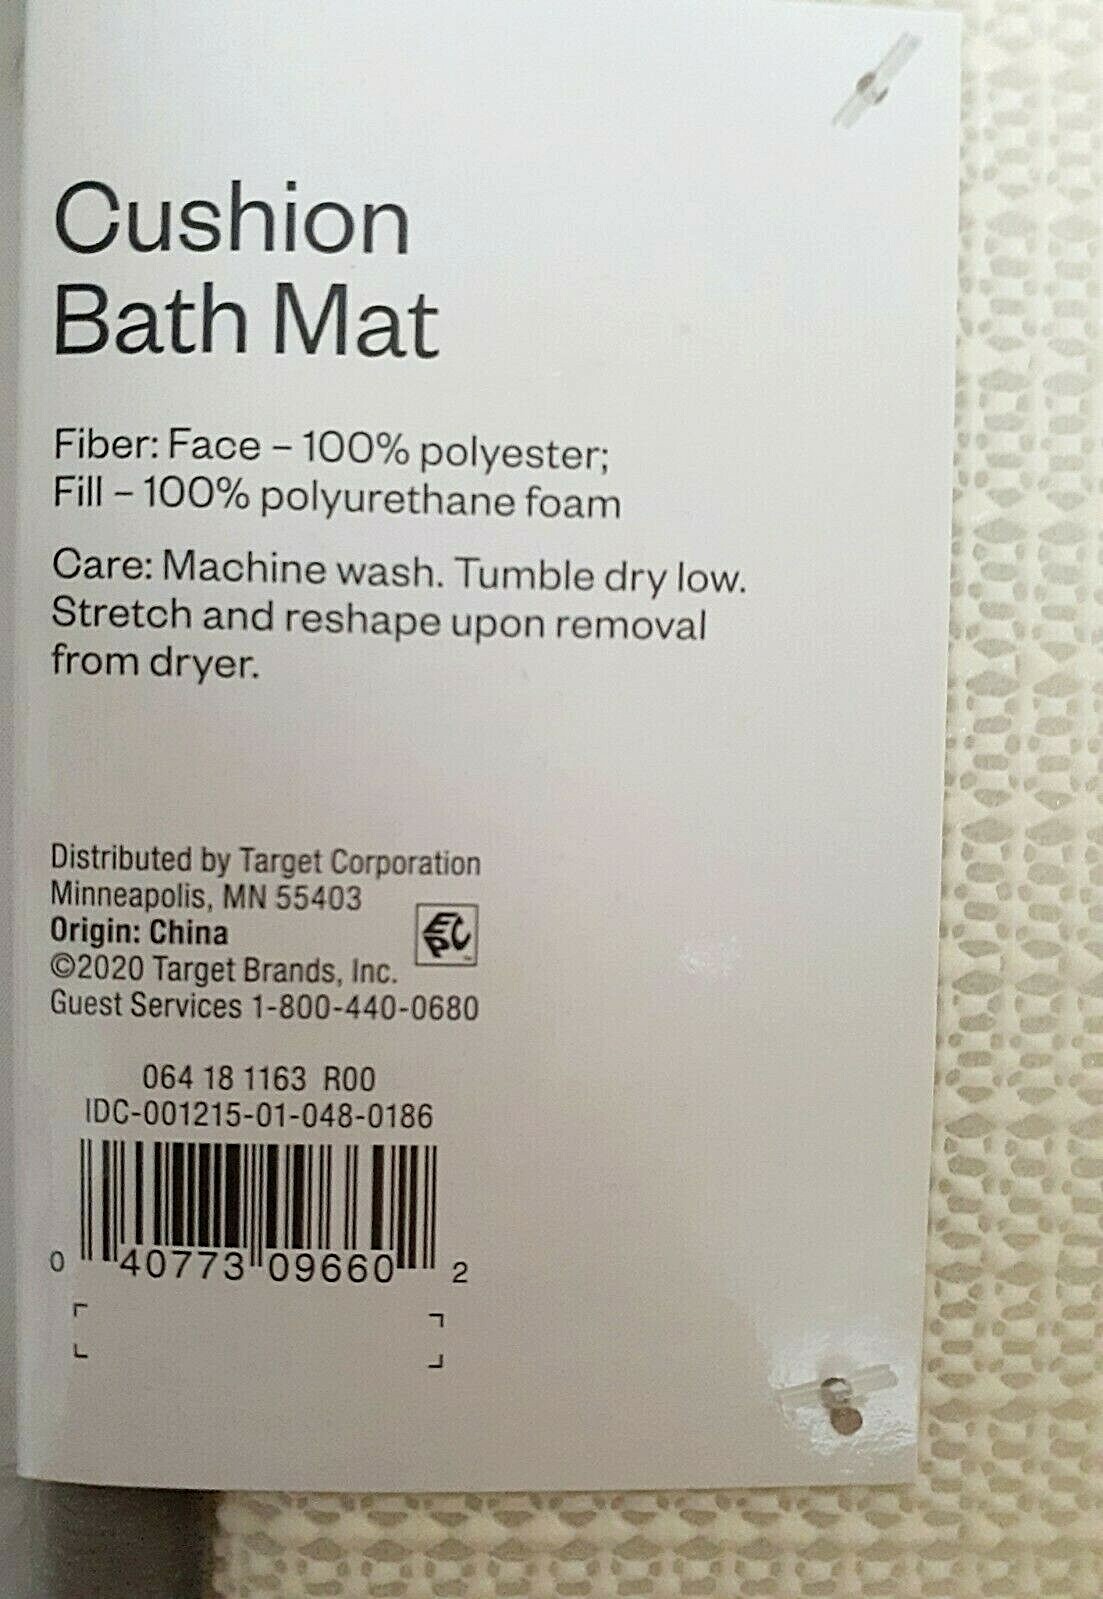 Cushion
Bath Mat
Fiber: Face – 100% polyester;
Fill – 100% polyurethane foam
Care: Machine wash. Tumble dry low.
Stretch and reshape upon removal
from dryer.
Distributed by Target Corporation
Minneapolis, MN 55403
Origin: China
©2020 Target Brands, Inc.
Guest Services 1-800-440-0680
064 18 1163 R00
IDC-001215-01-048-0186
0 40773 09660 2